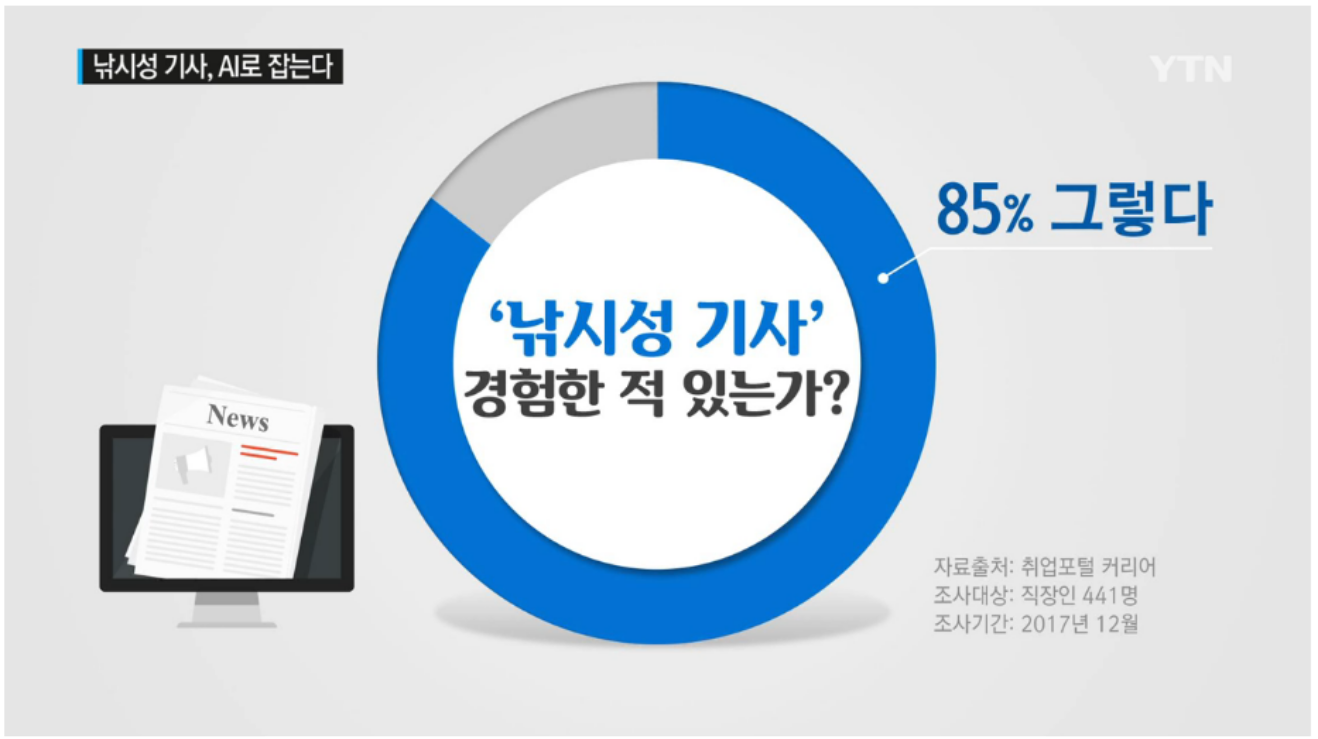 낚시성 기사, AI로 잡는다
YTN
85% 그렇다
‘낚시성 기사’
경험한 적 있는가?
News
자료출처: 취업포털 커리어
조사대상: 직장인 441명
조사기간: 2017년 12월